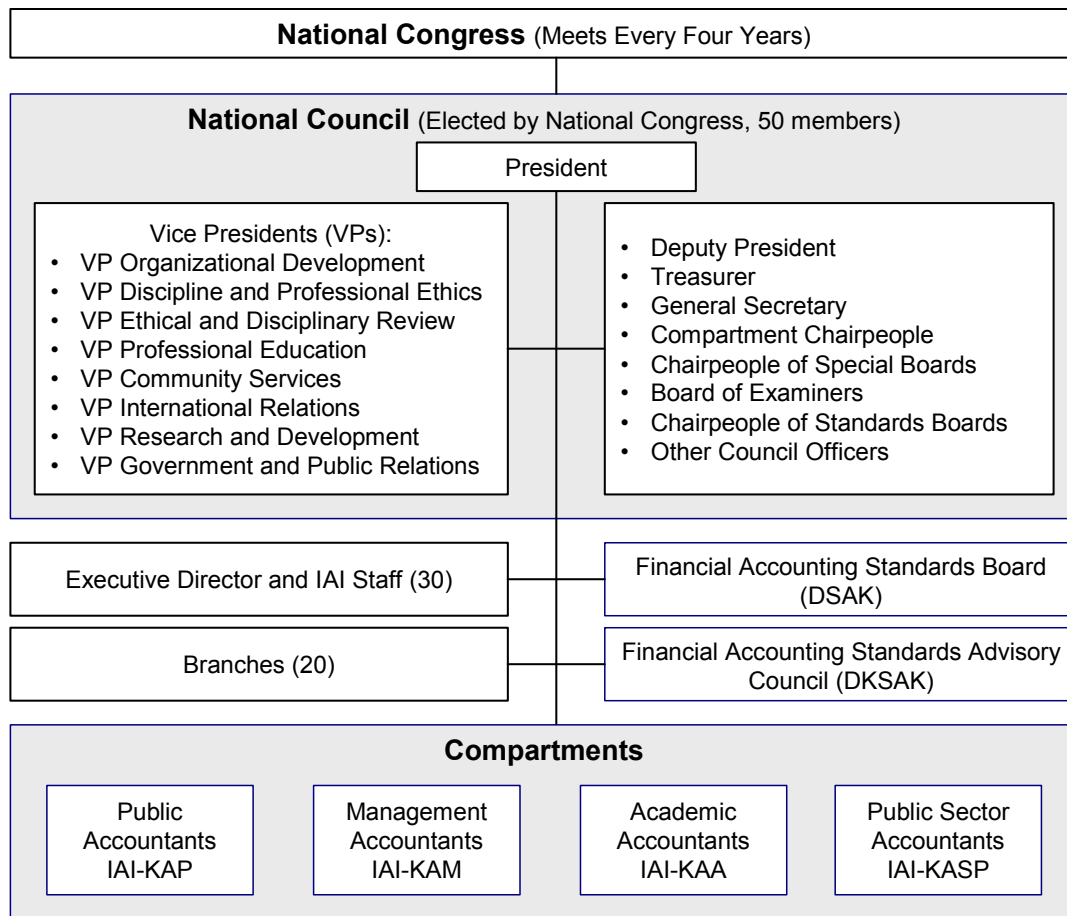 National Congress (Meets Every Four Years)
National Council (Elected by National Congress, 50 members)
President
Vice Presidents (VPs):
• VP Organizational Development
• VP Discipline and Professional Ethics
• VP Ethical and Disciplinary Review
• VP Professional Education
• VP Community Services
• VP International Relations
• VP Research and Development
• VP Government and Public Relations
• Deputy President
• Treasurer
• General Secretary
• Compartment Chairpeople
• Chairpeople of Special Boards
• Board of Examiners
• Chairpeople of Standards Boards
• Other Council Officers
Executive Director and IAI Staff (30)
Financial Accounting Standards Board
(DSAK)
Branches (20)
Financial Accounting Standards Advisory
Council (DKSAK)
Compartments
Public
Accountants
IAI-KAP
Management
Accountants
IAI-KAM
Academic
Accountants
IAI-KAA
Public Sector
Accountants
IAI-KASP